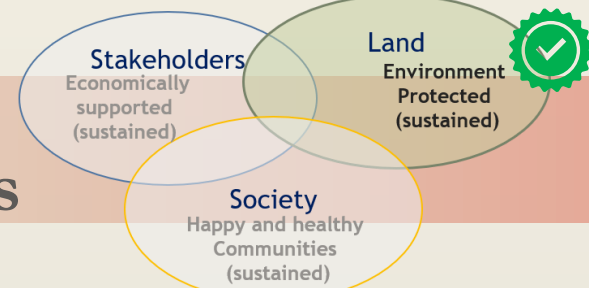 Stakeholders
Economically
supported
(sustained)
Land
Environment
Protected
(sustained)
s
Society
Happy and healthy
Communities
(sustained)